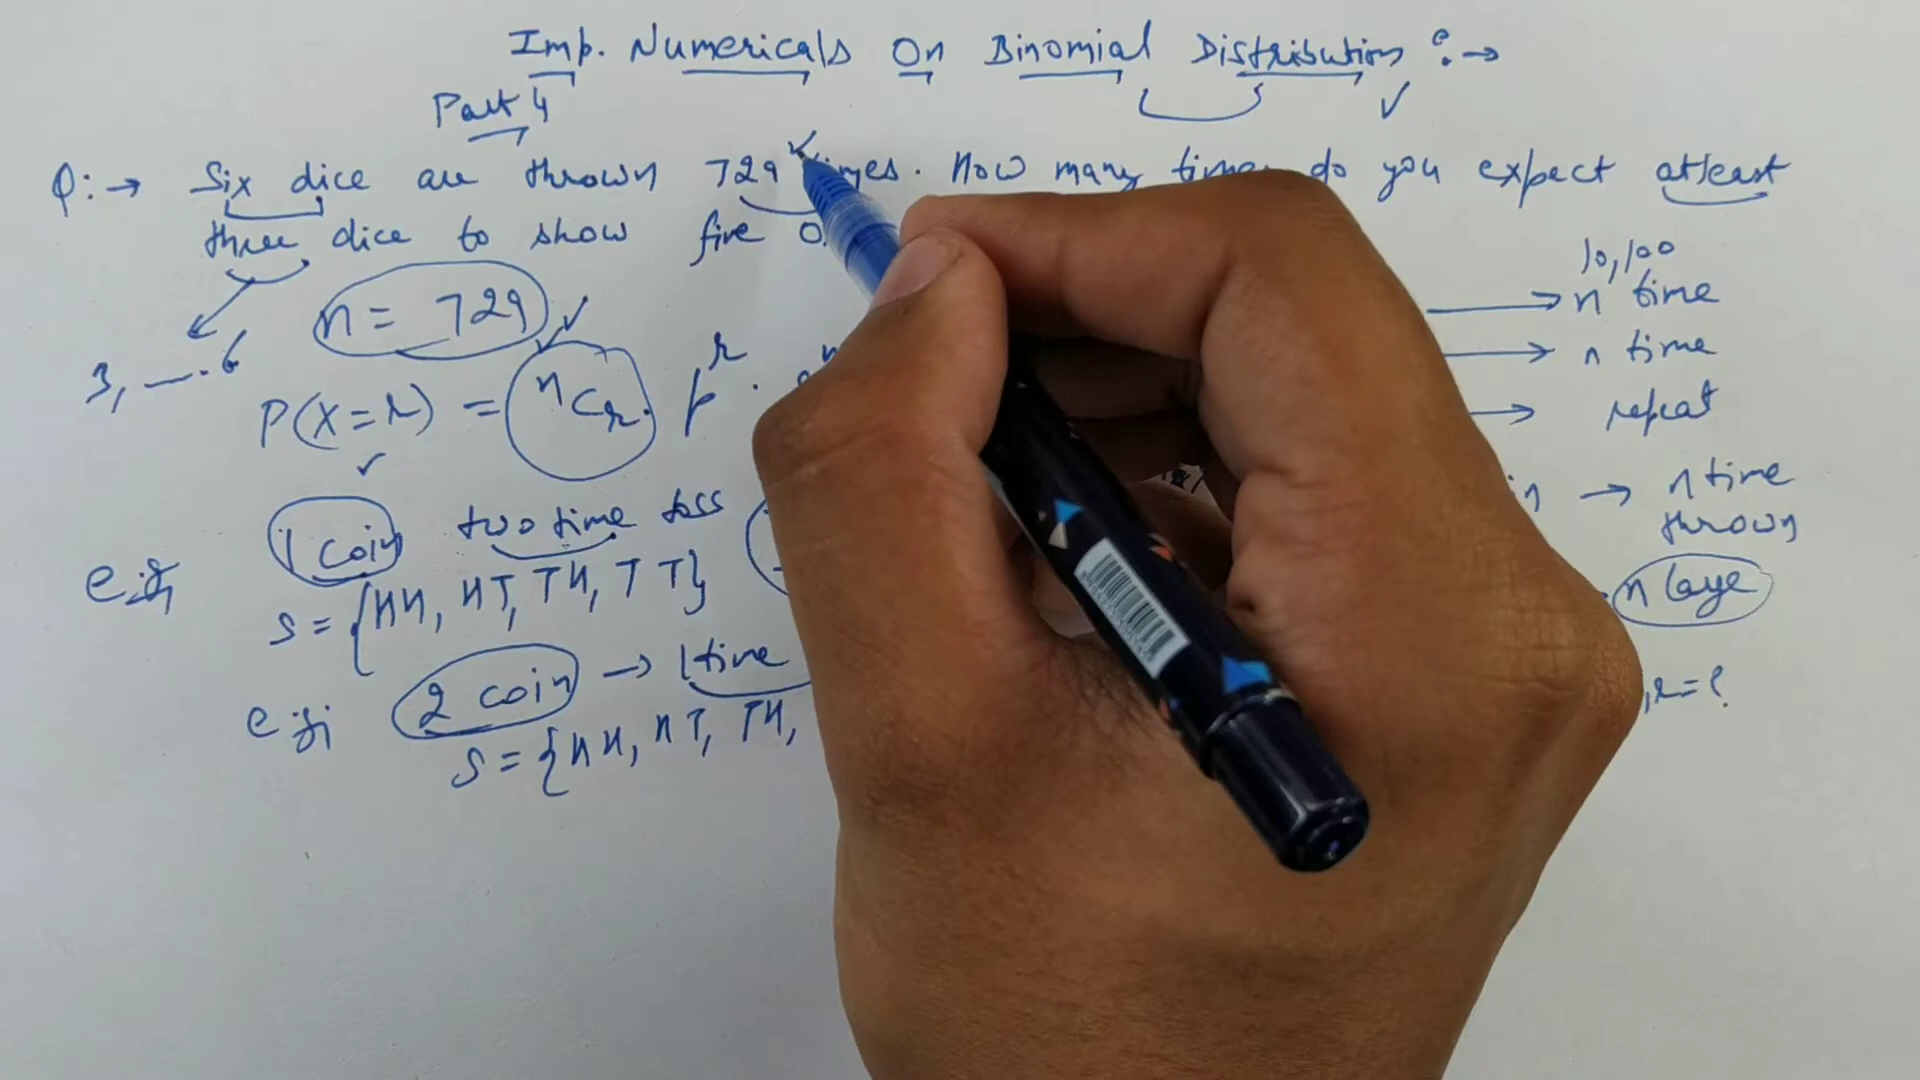 Imp. Numericals On Binomial Distribution :→
Part 4
Q:→ Six dice are thrown 729 times. How many times do you expect atleast
three dice to show five
10,100
n = 729
n time
3, —..6
n time
P(X=r) = nCr. p^r .
repeat
n time
thrown
e.g, 1 coin two time toss
S = {HH, HT, TH, TT}
n
2 coin → 1 time
e.g,
,r=?
S = {HH, HT, TH,